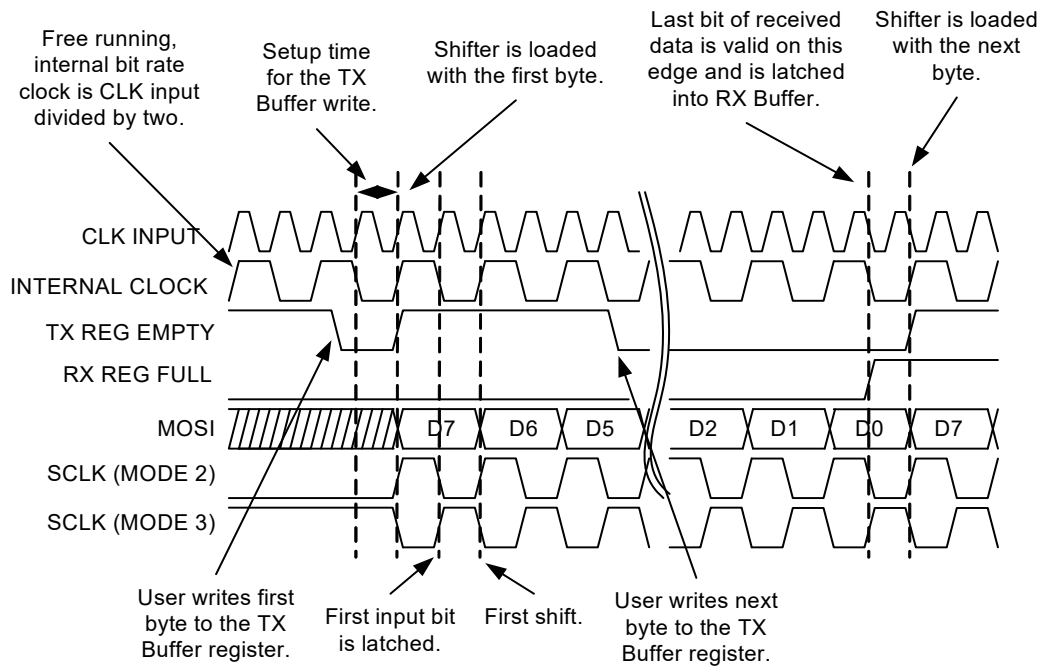 Free running,
internal bit rate
clock is CLK input
divided by two.
Setup time
for the TX
Buffer write.
Shifter is loaded
with the first byte.
Last bit of received
data is valid on this
edge and is latched
into RX Buffer.
Shifter is loaded
with the next
byte.
CLK INPUT
INTERNAL CLOCK
TX REG EMPTY
RX REG FULL
MOSI
D7 D6 D5 D2 D1 D0 D7
SCLK (MODE 2)
SCLK (MODE 3)
User writes first
byte to the TX
Buffer register.
First input bit
is latched.
First shift.
User writes next
byte to the TX
Buffer register.